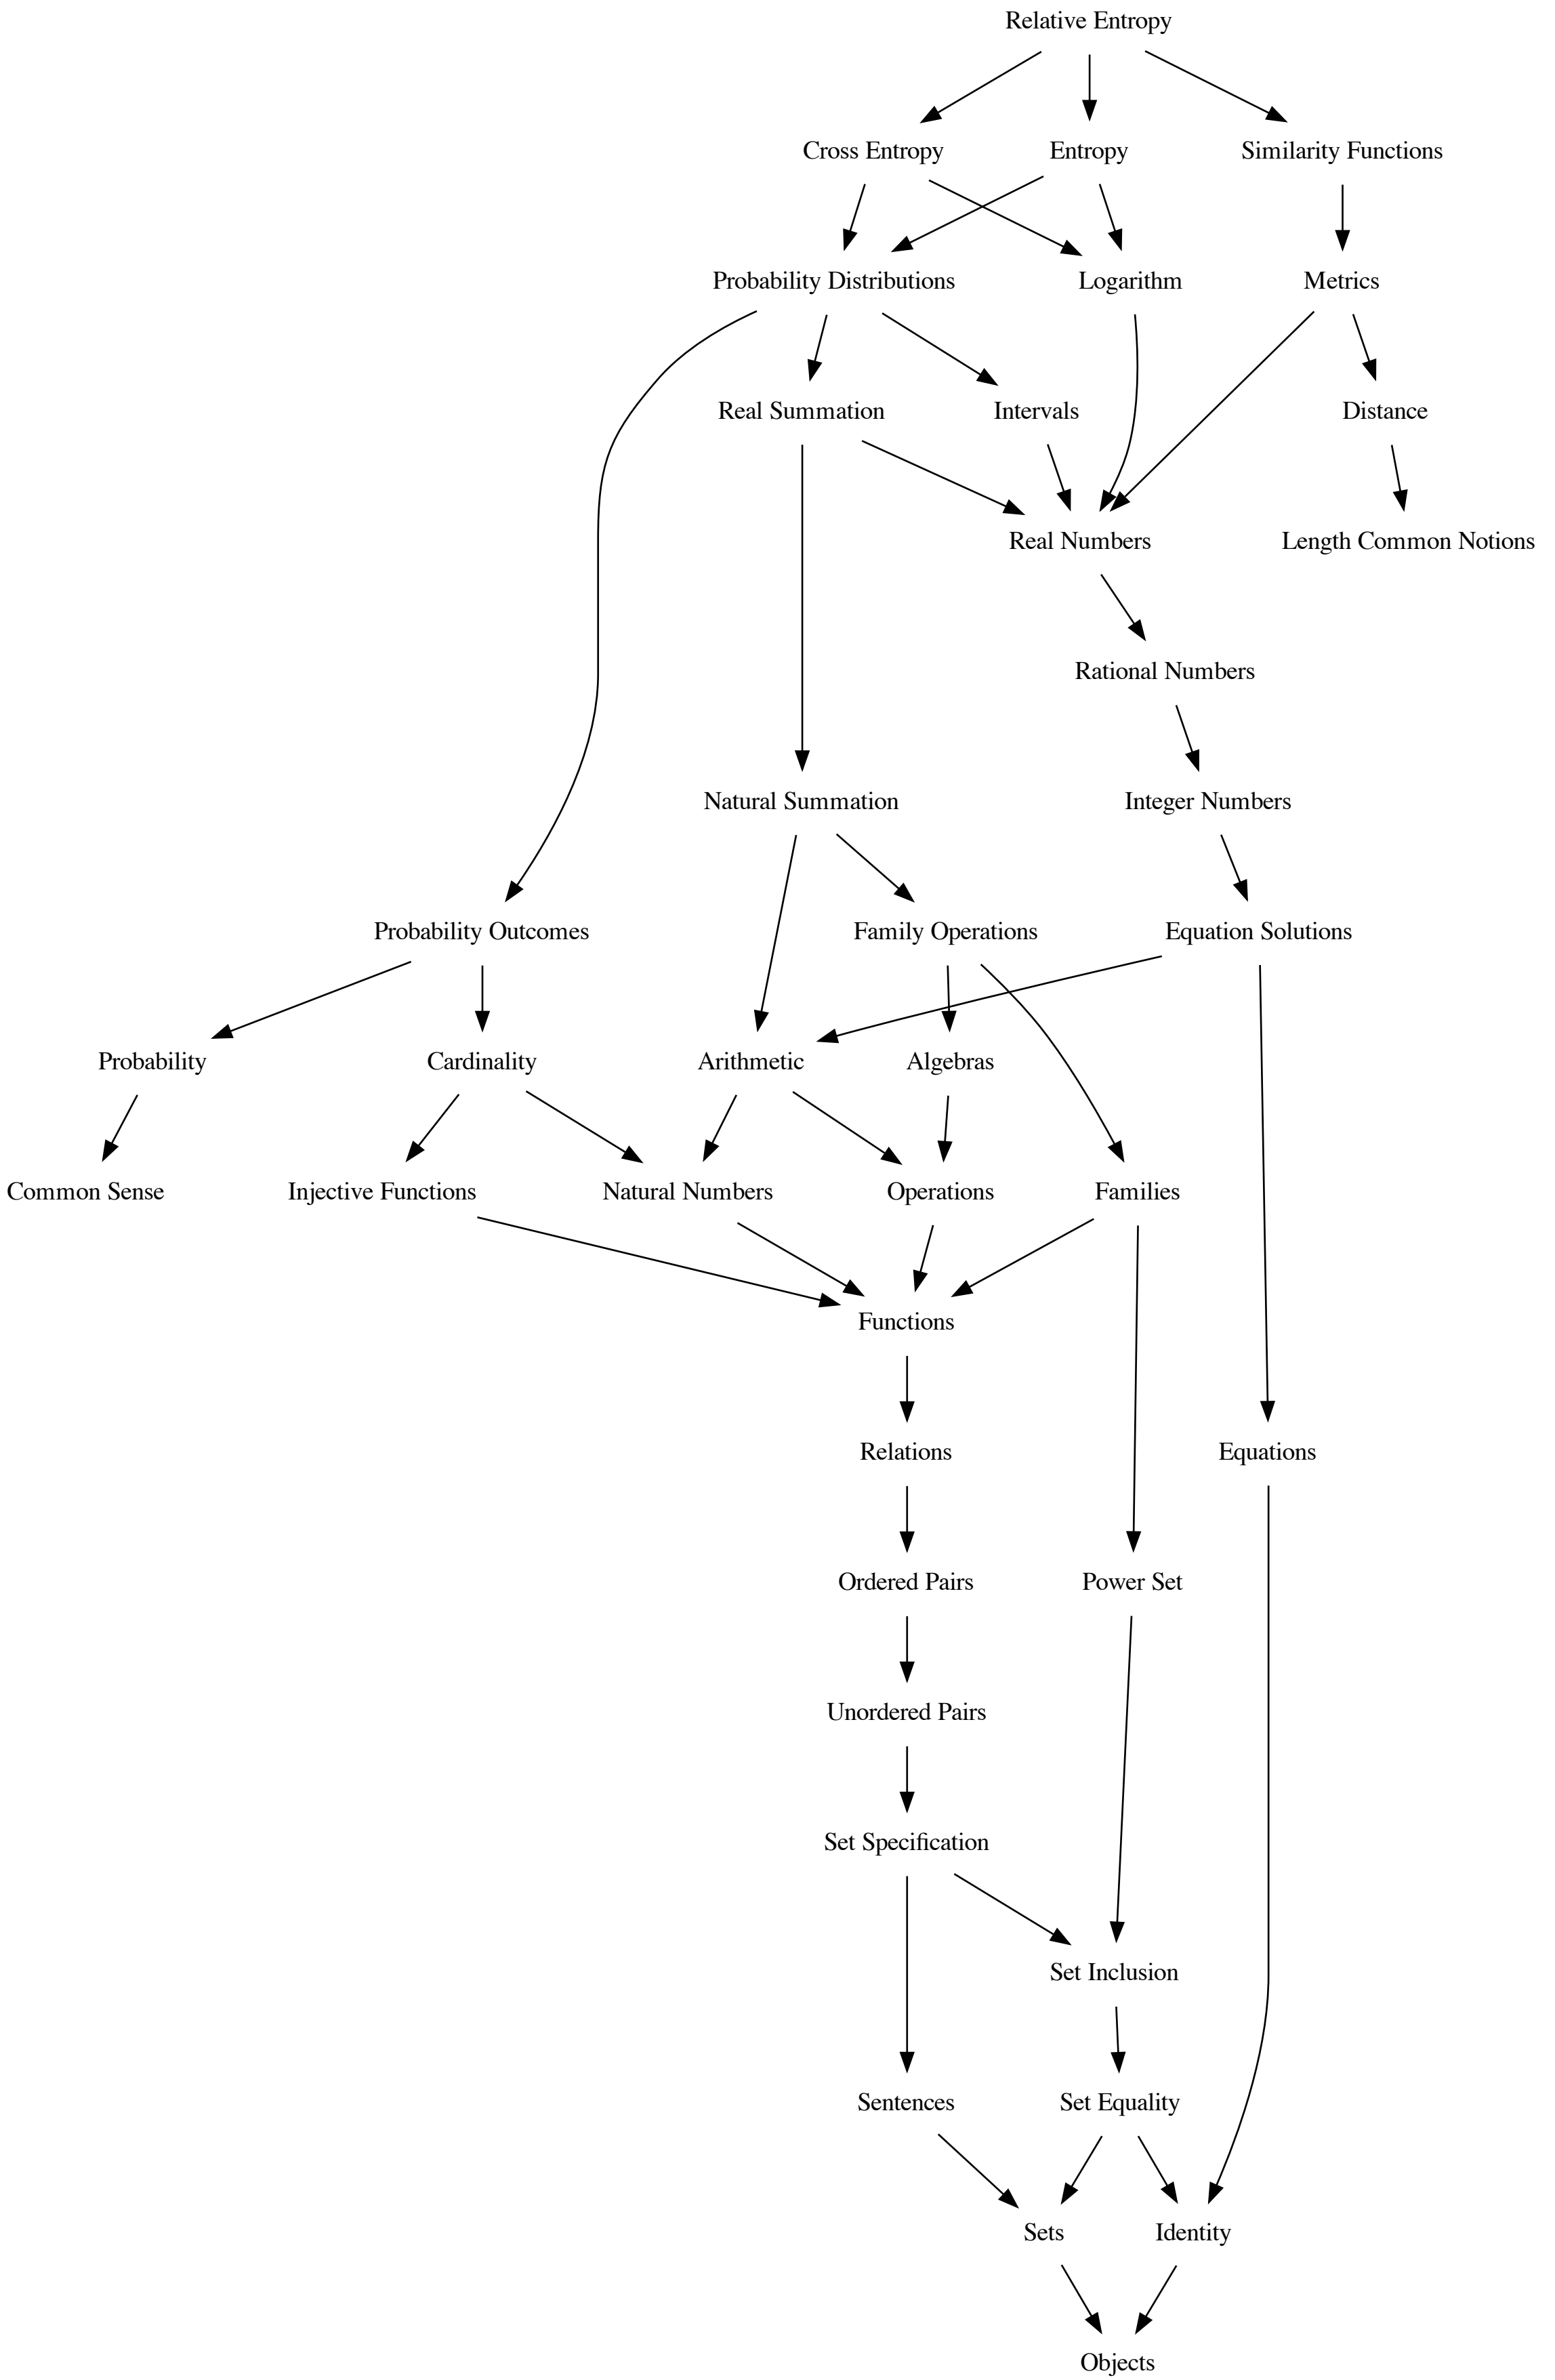 Relative Entropy
Cross Entropy
Entropy
Similarity Functions
Probability Distributions
Logarithm
Metrics
Real Summation
Intervals
Distance
Real Numbers
Length Common Notions
Rational Numbers
Natural Summation
Integer Numbers
Probability Outcomes
Family Operations
Equation Solutions
Probability
Cardinality
Arithmetic
Algebras
Common Sense
Injective Functions
Natural Numbers
Operations
Families
Functions
Relations
Equations
Ordered Pairs
Power Set
Unordered Pairs
Set Specification
Set Inclusion
Sentences
Set Equality
Sets
Identity
Objects